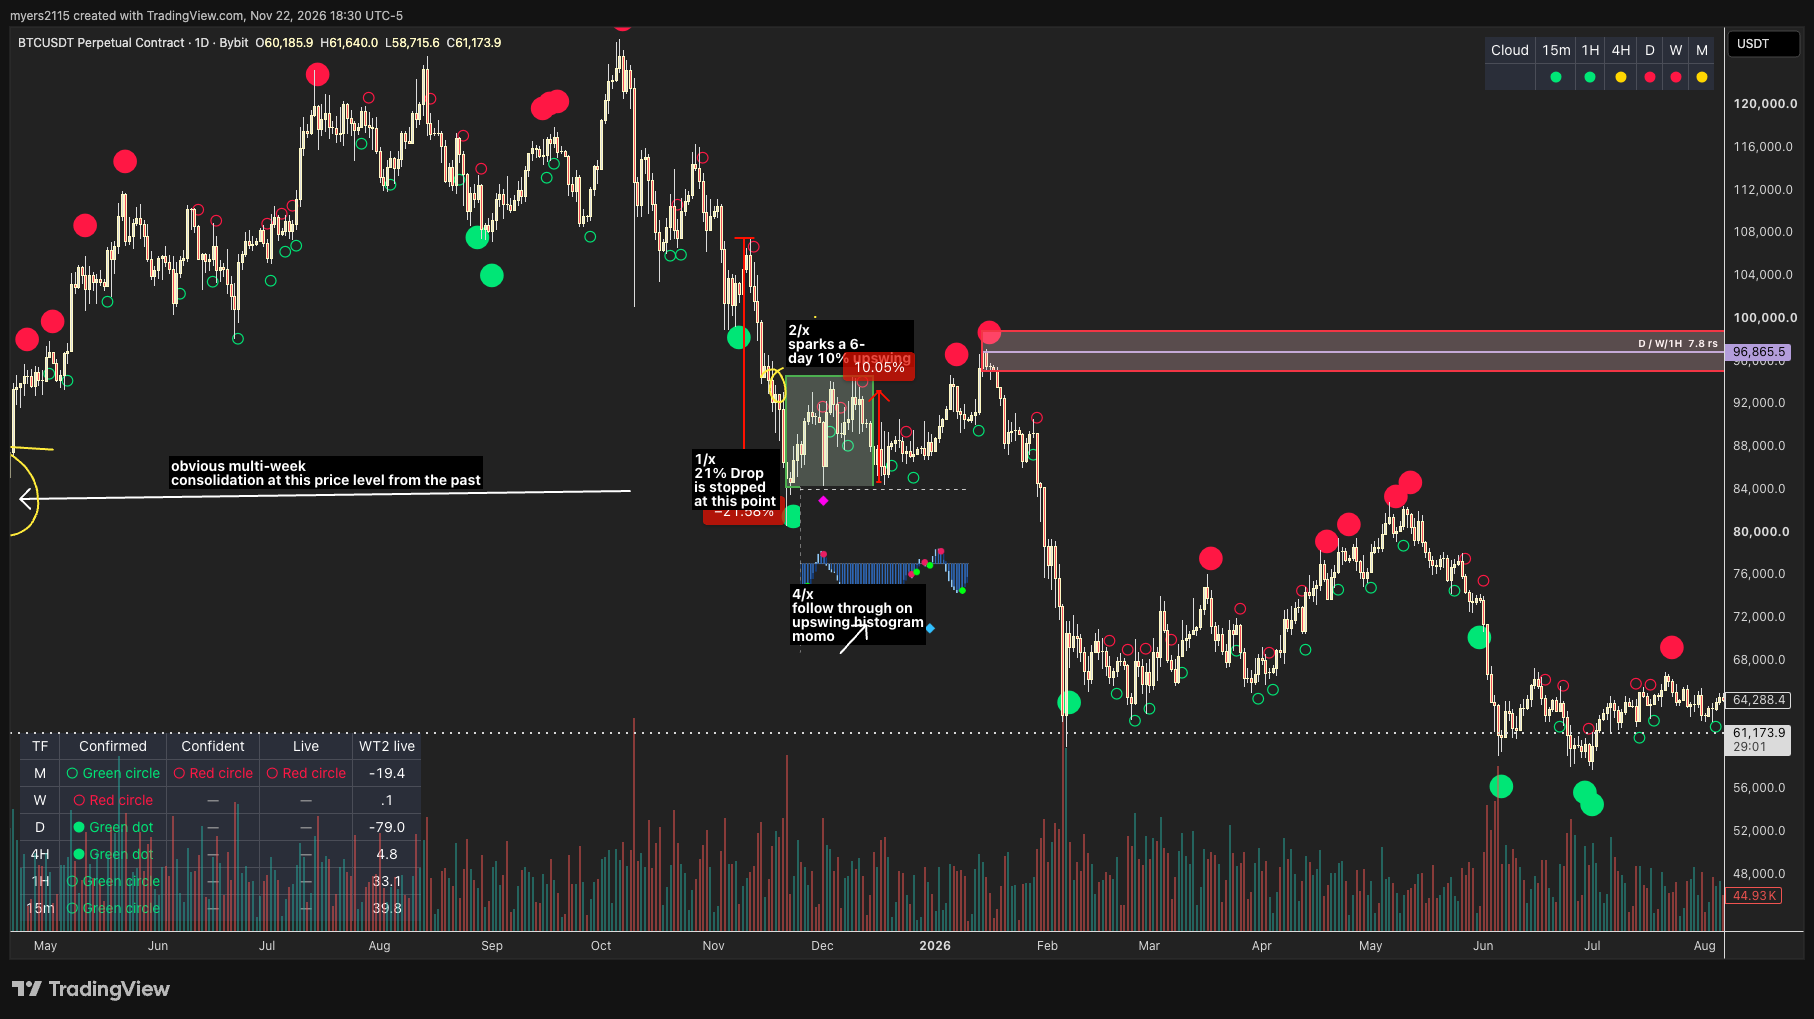 myers2115 created with TradingView.com, Nov 22, 2026 18:30 UTC-5
BTCUSDT Perpetual Contract · 1D · Bybit O60,185.9 H61,640.0 L58,715.6 C61,173.9
Cloud 15m 1H 4H D W M
USDT
120,000.0
116,000.0
112,000.0
108,000.0
104,000.0
100,000.0
D / W/1H 7.8 rs
96,865.5
92,000.0
88,000.0
84,000.0
80,000.0
76,000.0
72,000.0
68,000.0
64,288.4
61,173.9
29:01
56,000.0
52,000.0
48,000.0
44.93 K
2/x
sparks a 6-
day 10% upswing
10.05%
obvious multi-week
consolidation at this price level from the past
1/x
21% Drop
is stopped
at this point
−21.58%
4/x
follow through on
upswing histogram
momo
TF Confirmed Confident Live WT2 live
M Green circle Red circle Red circle -19.4
W Red circle — — .1
D Green dot — — -79.0
4H Green dot — — 4.8
1H Green circle — — 33.1
15m Green circle — — 39.8
May Jun Jul Aug Sep Oct Nov Dec 2026 Feb Mar Apr May Jun Jul Aug
TradingView